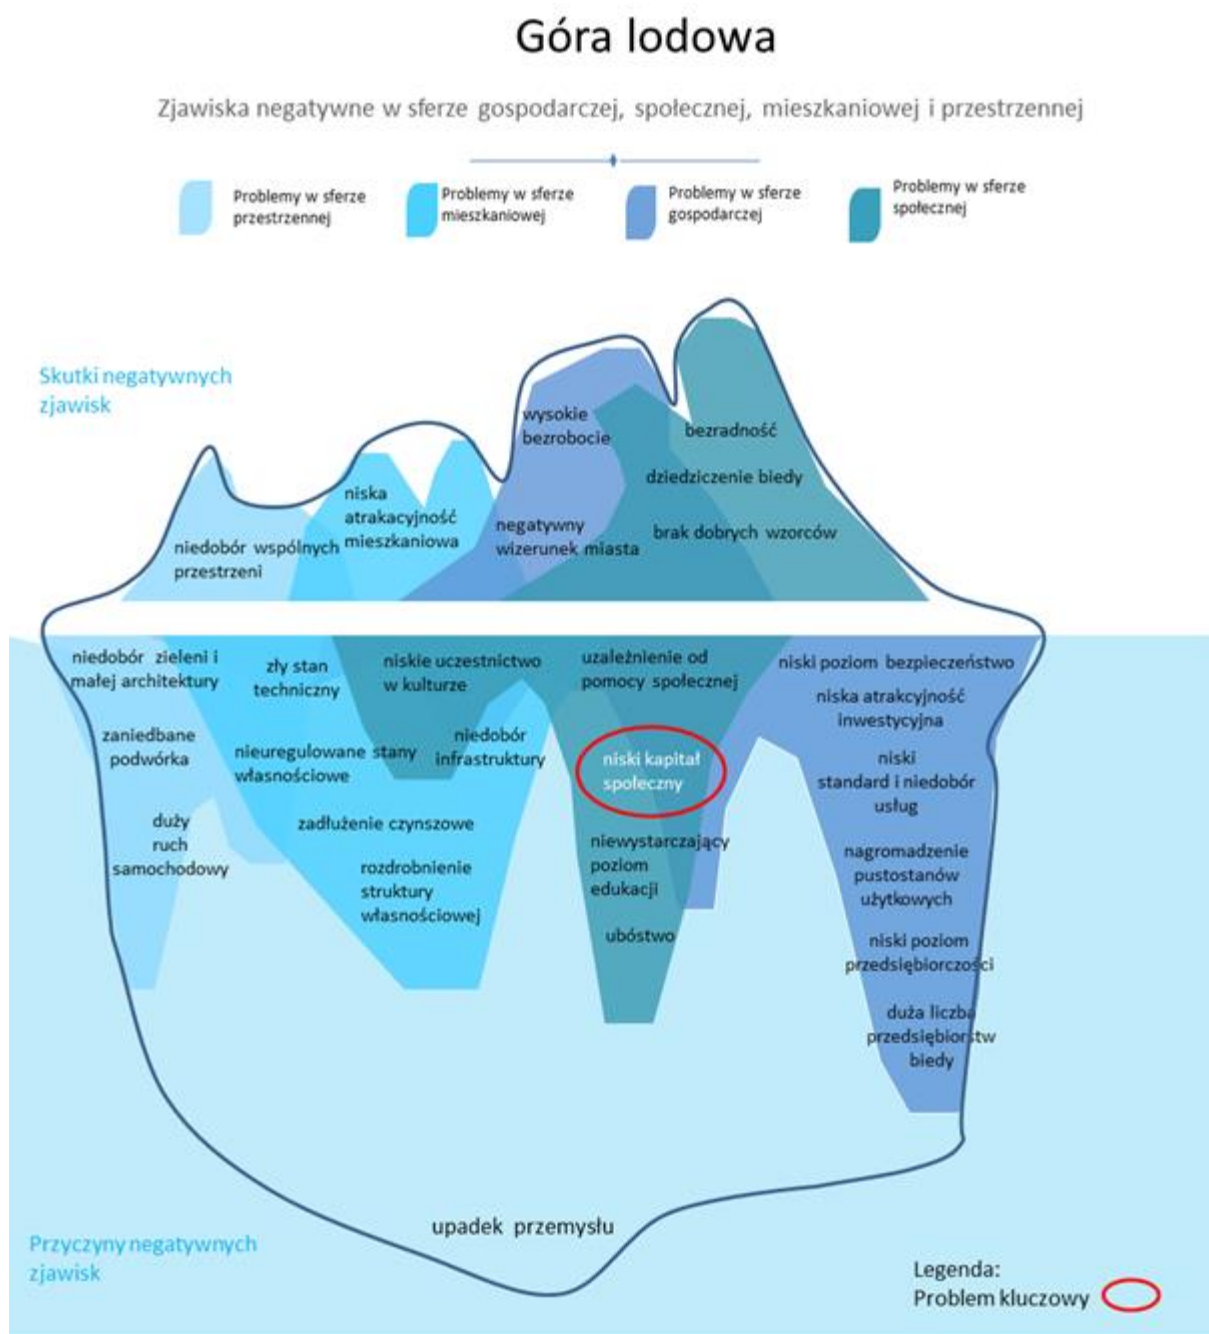 Góra lodowa
Zjawiska negatywne w sferze gospodarczej, społecznej, mieszkaniowej i przestrzennej
Problemy w sferze
przestrzennej
Problemy w sferze
mieszkaniowej
Problemy w sferze
gospodarczej
Problemy w sferze
społecznej
Skutki negatywnych
zjawisk
wysokie
bezrobocie
bezradność
dziedziczenie biedy
niska
atrakacyjność
mieszkaniowa
negatywny
wizerunek miasta
brak dobrych wzorców
niedobór wspólnych
przestrzeni
niedobór zieleni i
małej architektury
zły stan
techniczny
niskie uczestnictwo
w kulturze
uzależnienie od
pomocy społecznej
niski poziom bezpieczeństwo
niska atrakcyjność
inwestycyjna
zaniedbane
podwórka
nieuregulowane stany
własnościowe
niedobór
infrastruktury
niski kapitał
społeczny
niski
standard i niedobór
usług
duży
ruch
samochodowy
zadłużenie czynszowe
rozdrobnienie
struktury
własnościowej
niewystarczający
poziom
edukacji
ubóstwo
nagromadzenie
pustostanów
użytkowych
niski poziom
przedsiębiorczości
duża liczba
przedsiębiorstw
biedy
upadek przemysłu
Przyczyny negatywnych
zjawisk
Legenda:
Problem kluczowy